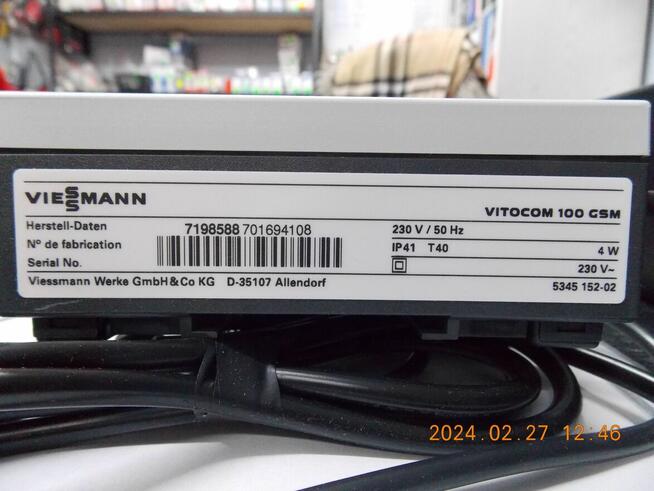 VIESSMANN
VITOCOM 100 GSM
Herstell-Daten
N° de fabrication
Serial No.
7198588 701694108
230 V / 50 Hz
IP41 T40
4 W
230 V~
Viessmann Werke GmbH & Co KG D-35107 Allendorf
5345 152-02
2024.02.27 12:46